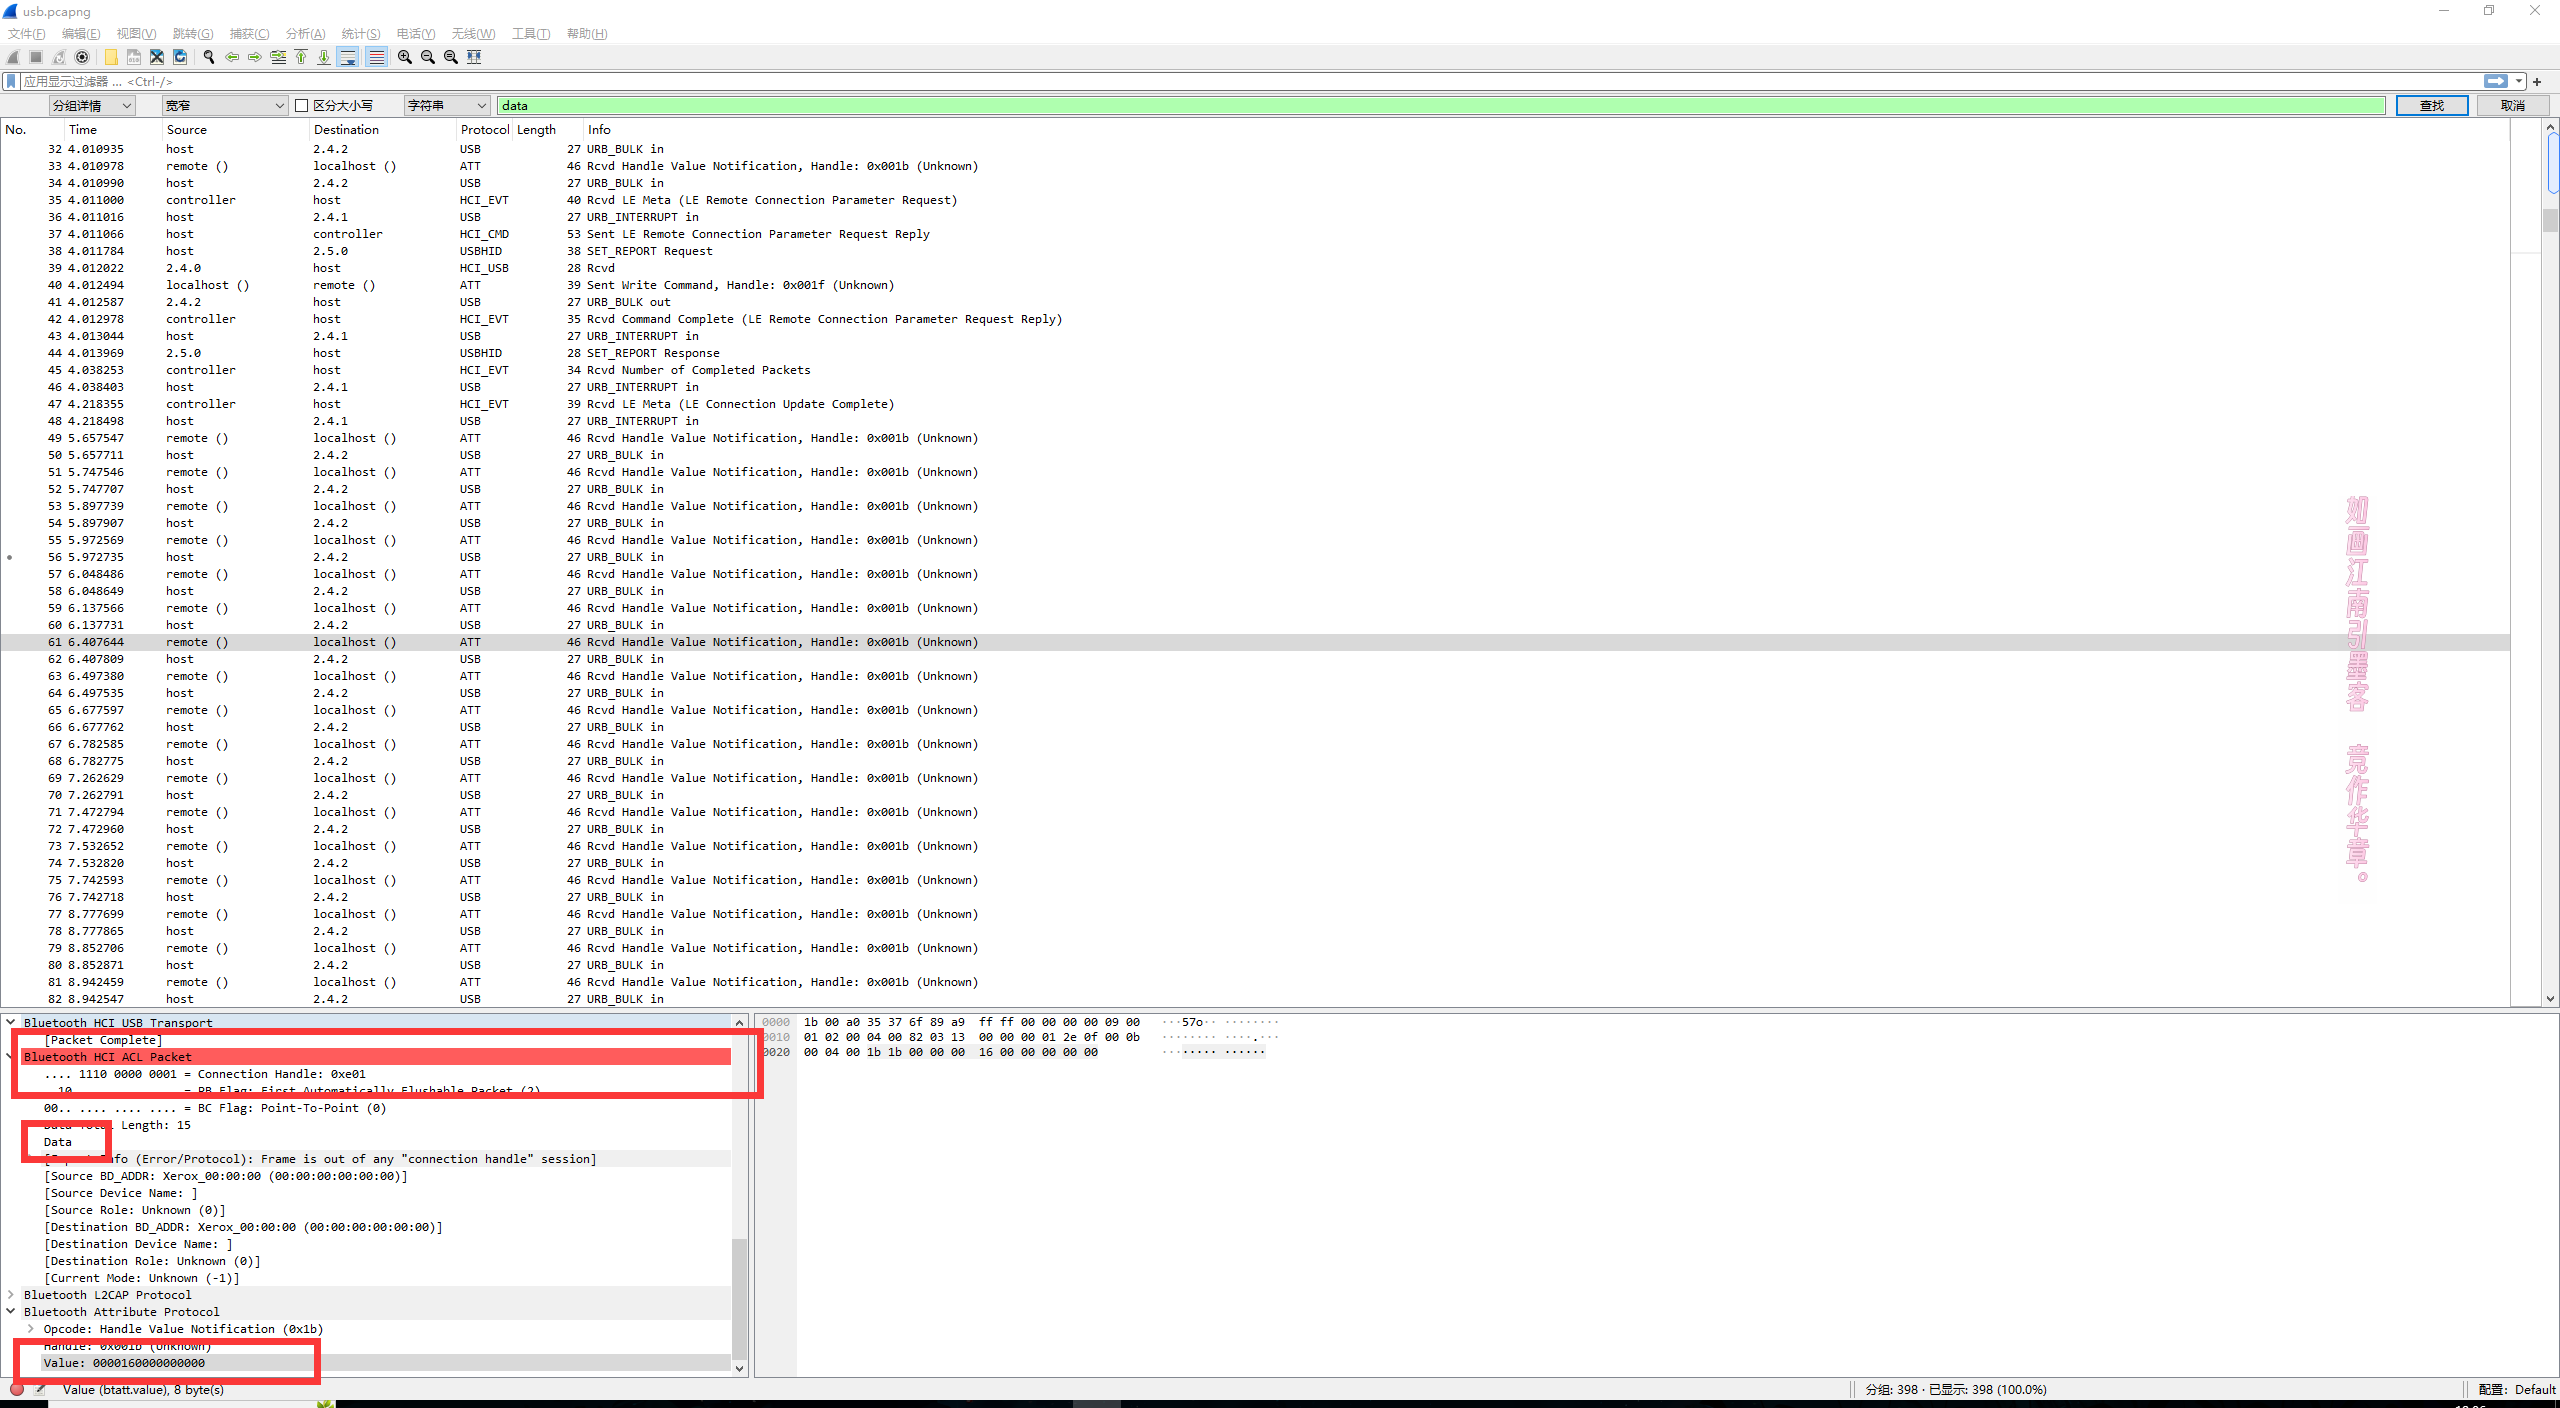 usb.pcapng
文件(F) 编辑(E) 视图(V) 跳转(G) 捕获(C) 分析(A) 统计(S) 电话(Y) 无线(W) 工具(T) 帮助(H)
应用显示过滤器 … <Ctrl-/>
分组详情 宽窄 区分大小写 字符串 data 查找 取消
No. Time Source Destination Protocol Length Info
32 4.010935 host 2.4.2 USB 27 URB_BULK in
33 4.010978 remote () localhost () ATT 46 Rcvd Handle Value Notification, Handle: 0x001b (Unknown)
34 4.010990 host 2.4.2 USB 27 URB_BULK in
35 4.011000 controller host HCI_EVT 40 Rcvd LE Meta (LE Remote Connection Parameter Request)
36 4.011016 host 2.4.1 USB 27 URB_INTERRUPT in
37 4.011066 host controller HCI_CMD 53 Sent LE Remote Connection Parameter Request Reply
38 4.011784 host 2.5.0 USBHID 38 SET_REPORT Request
39 4.012022 2.4.0 host HCI_USB 28 Rcvd
40 4.012494 localhost () remote () ATT 39 Sent Write Command, Handle: 0x001f (Unknown)
41 4.012587 2.4.2 host USB 27 URB_BULK out
42 4.012978 controller host HCI_EVT 35 Rcvd Command Complete (LE Remote Connection Parameter Request Reply)
43 4.013044 host 2.4.1 USB 27 URB_INTERRUPT in
44 4.013969 2.5.0 host USBHID 28 SET_REPORT Response
45 4.038253 controller host HCI_EVT 34 Rcvd Number of Completed Packets
46 4.038403 host 2.4.1 USB 27 URB_INTERRUPT in
47 4.218355 controller host HCI_EVT 39 Rcvd LE Meta (LE Connection Update Complete)
48 4.218498 host 2.4.1 USB 27 URB_INTERRUPT in
49 5.657547 remote () localhost () ATT 46 Rcvd Handle Value Notification, Handle: 0x001b (Unknown)
50 5.657711 host 2.4.2 USB 27 URB_BULK in
51 5.747546 remote () localhost () ATT 46 Rcvd Handle Value Notification, Handle: 0x001b (Unknown)
52 5.747707 host 2.4.2 USB 27 URB_BULK in
53 5.897739 remote () localhost () ATT 46 Rcvd Handle Value Notification, Handle: 0x001b (Unknown)
54 5.897907 host 2.4.2 USB 27 URB_BULK in
55 5.972569 remote () localhost () ATT 46 Rcvd Handle Value Notification, Handle: 0x001b (Unknown)
56 5.972735 host 2.4.2 USB 27 URB_BULK in
57 6.048486 remote () localhost () ATT 46 Rcvd Handle Value Notification, Handle: 0x001b (Unknown)
58 6.048649 host 2.4.2 USB 27 URB_BULK in
59 6.137566 remote () localhost () ATT 46 Rcvd Handle Value Notification, Handle: 0x001b (Unknown)
60 6.137731 host 2.4.2 USB 27 URB_BULK in
61 6.407644 remote () localhost () ATT 46 Rcvd Handle Value Notification, Handle: 0x001b (Unknown)
62 6.407809 host 2.4.2 USB 27 URB_BULK in
63 6.497380 remote () localhost () ATT 46 Rcvd Handle Value Notification, Handle: 0x001b (Unknown)
64 6.497535 host 2.4.2 USB 27 URB_BULK in
65 6.677597 remote () localhost () ATT 46 Rcvd Handle Value Notification, Handle: 0x001b (Unknown)
66 6.677762 host 2.4.2 USB 27 URB_BULK in
67 6.782585 remote () localhost () ATT 46 Rcvd Handle Value Notification, Handle: 0x001b (Unknown)
68 6.782775 host 2.4.2 USB 27 URB_BULK in
69 7.262629 remote () localhost () ATT 46 Rcvd Handle Value Notification, Handle: 0x001b (Unknown)
70 7.262791 host 2.4.2 USB 27 URB_BULK in
71 7.472794 remote () localhost () ATT 46 Rcvd Handle Value Notification, Handle: 0x001b (Unknown)
72 7.472960 host 2.4.2 USB 27 URB_BULK in
73 7.532652 remote () localhost () ATT 46 Rcvd Handle Value Notification, Handle: 0x001b (Unknown)
74 7.532820 host 2.4.2 USB 27 URB_BULK in
75 7.742593 remote () localhost () ATT 46 Rcvd Handle Value Notification, Handle: 0x001b (Unknown)
76 7.742718 host 2.4.2 USB 27 URB_BULK in
77 8.777699 remote () localhost () ATT 46 Rcvd Handle Value Notification, Handle: 0x001b (Unknown)
78 8.777865 host 2.4.2 USB 27 URB_BULK in
79 8.852706 remote () localhost () ATT 46 Rcvd Handle Value Notification, Handle: 0x001b (Unknown)
80 8.852871 host 2.4.2 USB 27 URB_BULK in
81 8.942459 remote () localhost () ATT 46 Rcvd Handle Value Notification, Handle: 0x001b (Unknown)
82 8.942547 host 2.4.2 USB 27 URB_BULK in
如画江南引墨客 竞作华章。
Bluetooth HCI USB Transport
[Packet Complete]
Bluetooth HCI ACL Packet
.... 1110 0000 0001 = Connection Handle: 0xe01
..10 .... .... .... = PB Flag: First Automatically Flushable Packet (2)
00.. .... .... .... = BC Flag: Point-To-Point (0)
Data Total Length: 15
Data
[Expert Info (Error/Protocol): Frame is out of any "connection handle" session]
[Source BD_ADDR: Xerox_00:00:00 (00:00:00:00:00:00)]
[Source Device Name: ]
[Source Role: Unknown (0)]
[Destination BD_ADDR: Xerox_00:00:00 (00:00:00:00:00:00)]
[Destination Device Name: ]
[Destination Role: Unknown (0)]
[Current Mode: Unknown (-1)]
Bluetooth L2CAP Protocol
Bluetooth Attribute Protocol
Opcode: Handle Value Notification (0x1b)
Handle: 0x001b (Unknown)
Value: 0000160000000000
0000 1b 00 a0 35 37 6f 89 a9 ff ff 00 00 00 00 09 00 ···57o·· ········
0010 01 02 00 04 00 82 03 13 00 00 00 01 2e 0f 00 0b ········ ····.···
0020 00 04 00 1b 1b 00 00 00 16 00 00 00 00 00 ········ ······
Value (btatt.value), 8 byte(s)
分组: 398 · 已显示: 398 (100.0%)
配置: Default